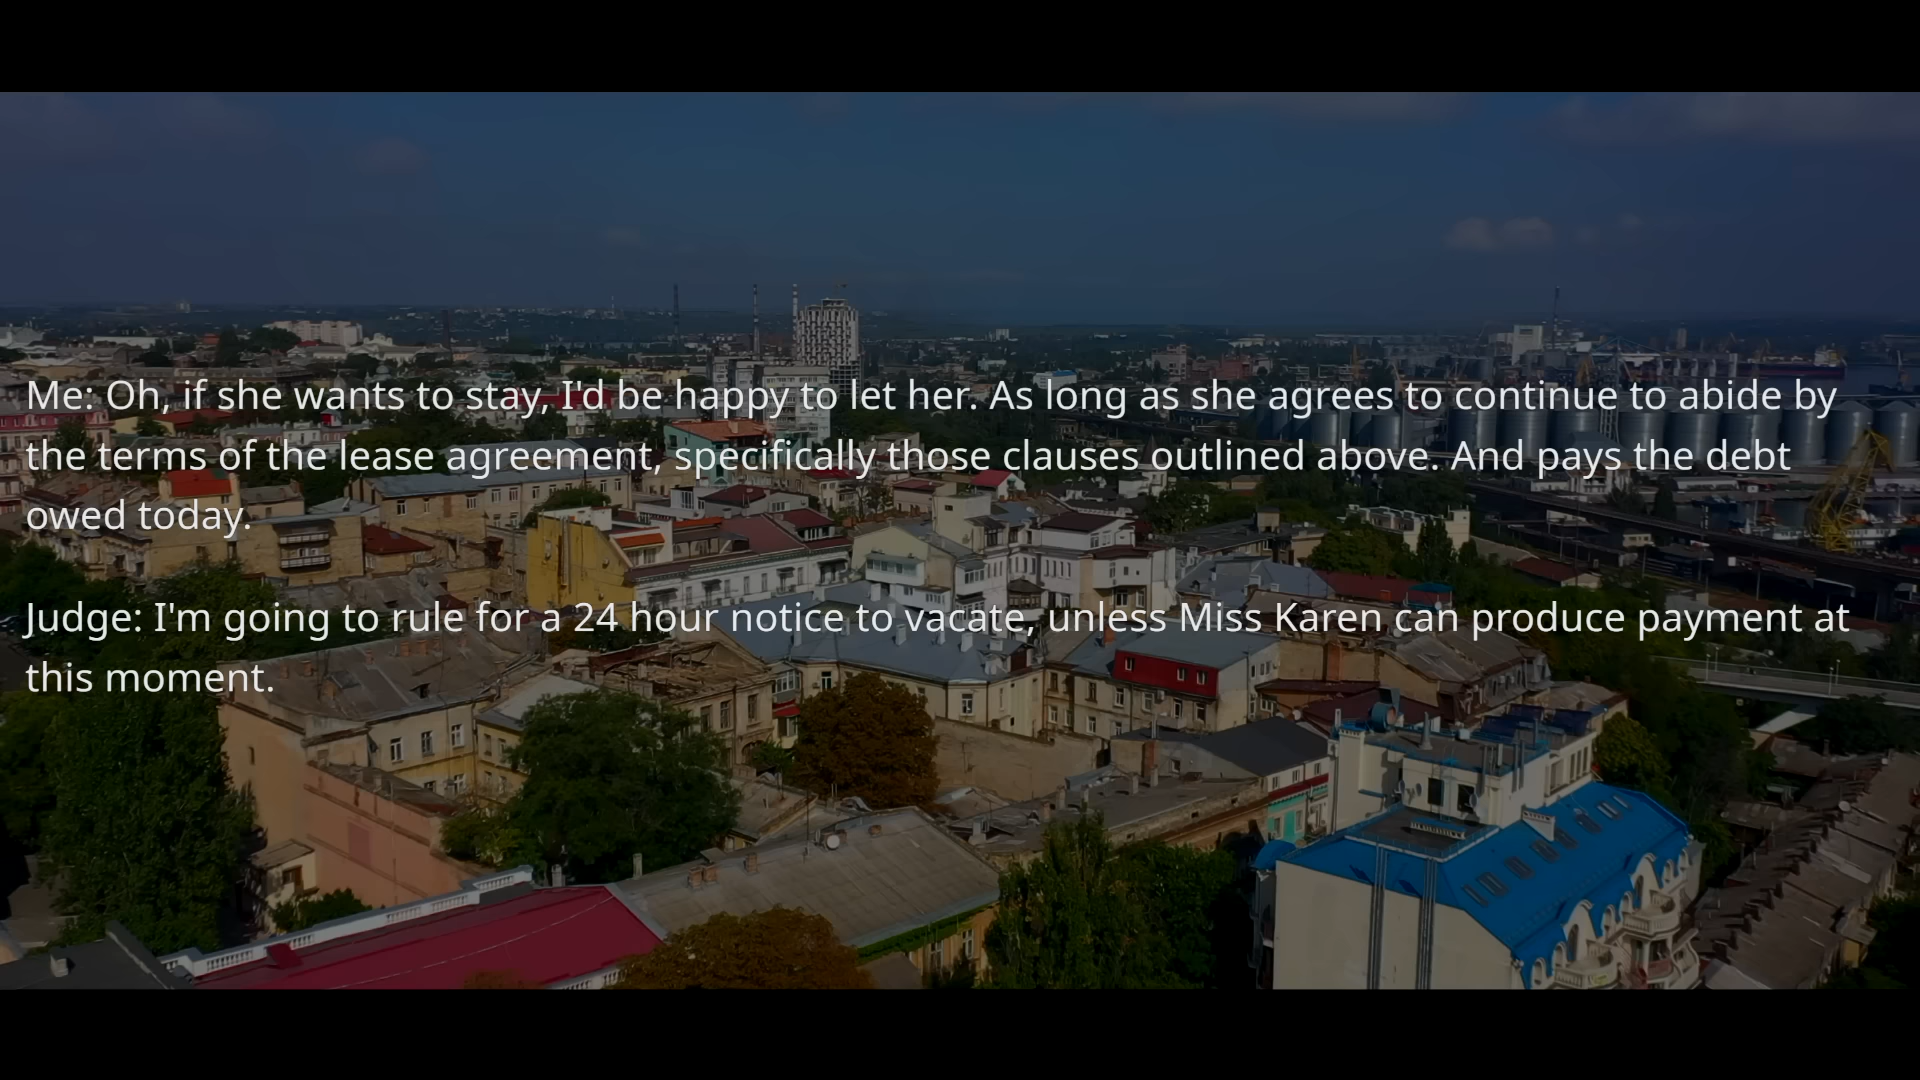 Me: Oh, if she wants to stay, I'd be happy to let her. As long as she agrees to continue to abide by
the terms of the lease agreement, specifically those clauses outlined above. And pays the debt
owed today.
Judge: I'm going to rule for a 24 hour notice to vacate, unless Miss Karen can produce payment at
this moment.